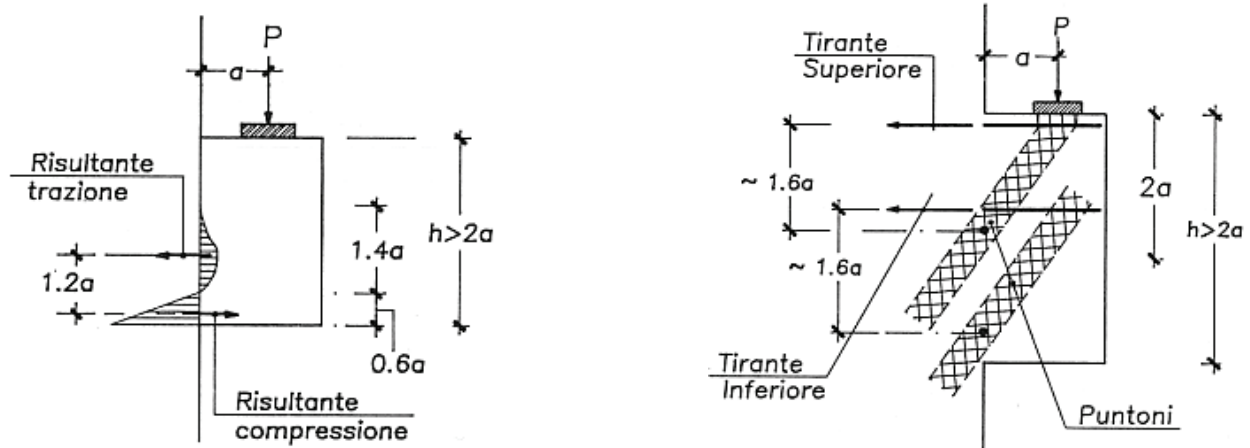 P
a
Risultante
trazione
1.2a
1.4a
h>2a
0.6a
Risultante
compressione
Tirante
Superiore
P
a
~ 1.6a
~ 1.6a
2a
h>2a
Tirante
Inferiore
Puntoni